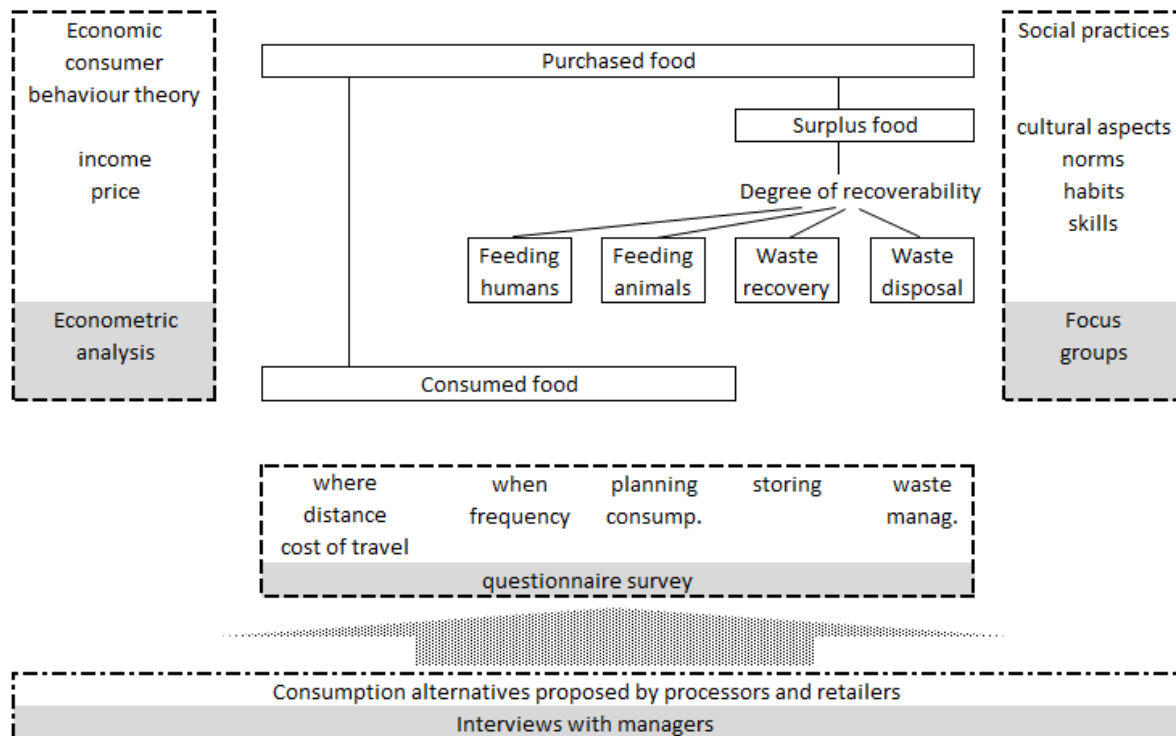 Economic
consumer
behaviour theory
income
price
Econometric
analysis
Purchased food
Surplus food
Degree of recoverability
Feeding
humans
Feeding
animals
Waste
recovery
Waste
disposal
Consumed food
Social practices
cultural aspects
norms
habits
skills
Focus
groups
where
distance
cost of travel
when
frequency
planning
consump.
storing
waste
manag.
questionnaire survey
Consumption alternatives proposed by processors and retailers
Interviews with managers